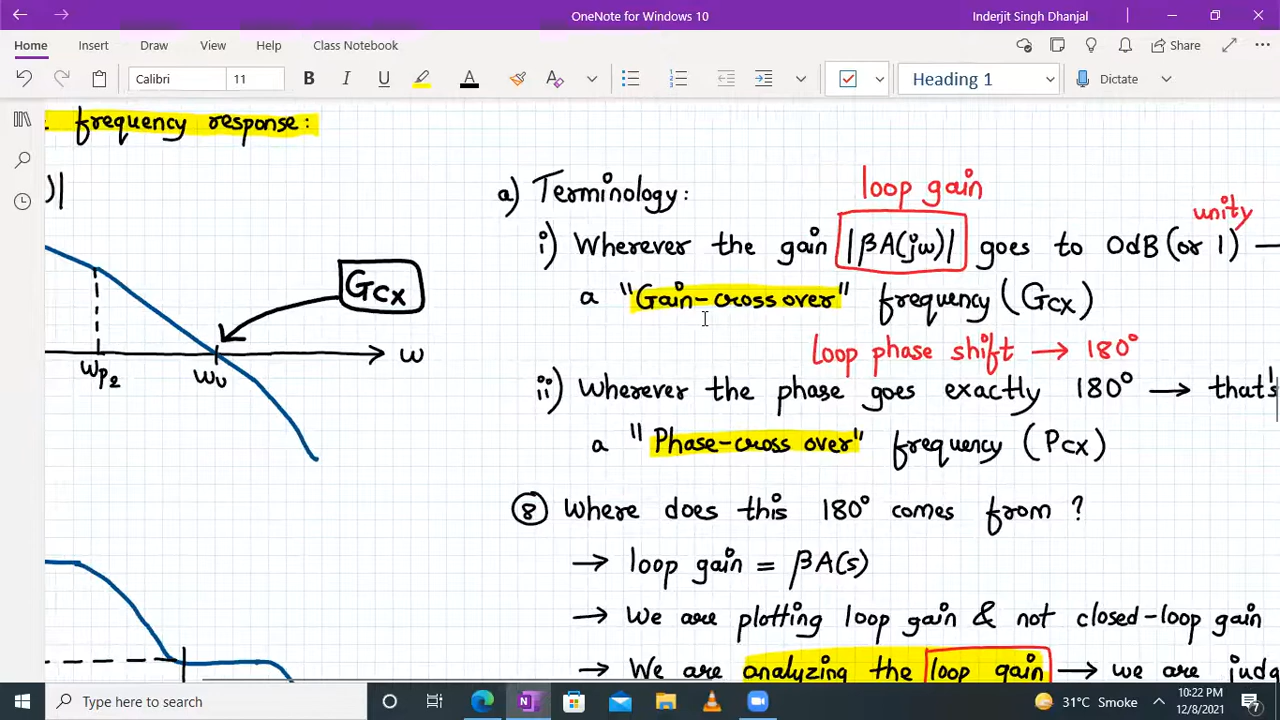 OneNote for Windows 10
Inderjit Singh Dhanjal
Home Insert Draw View Help Class Notebook
Share
Calibri 11 B I U A Heading 1 Dictate
frequency response:
)|
Gcx
ωp2
ωu
ω
a) Terminology:
loop gain
unity
i) Wherever the gain |βA(jω)| goes to 0dB (or 1) —
a "Gain-cross over" frequency (Gcx)
loop phase shift → 180°
ii) Wherever the phase goes exactly 180° → that's
a "Phase-cross over" frequency (Pcx)
⑧ Where does this 180° comes from ?
→ loop gain = βA(s)
→ We are plotting loop gain & not closed-loop gain
→ We are analyzing the loop gain → we are judg
Type here to search
31°C Smoke
10:22 PM
12/8/2021
7